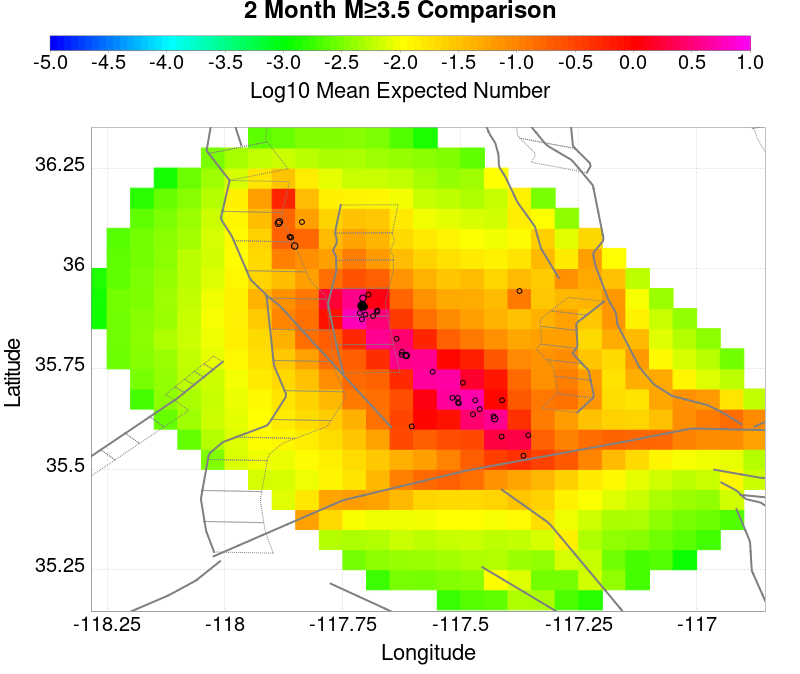 2 Month M≥3.5 Comparison
-5.0 -4.5 -4.0 -3.5 -3.0 -2.5 -2.0 -1.5 -1.0 -0.5 0.0 0.5 1.0
Log10 Mean Expected Number
36.25
36
35.75
35.5
35.25
Latitude
-118.25 -118 -117.75 -117.5 -117.25 -117
Longitude